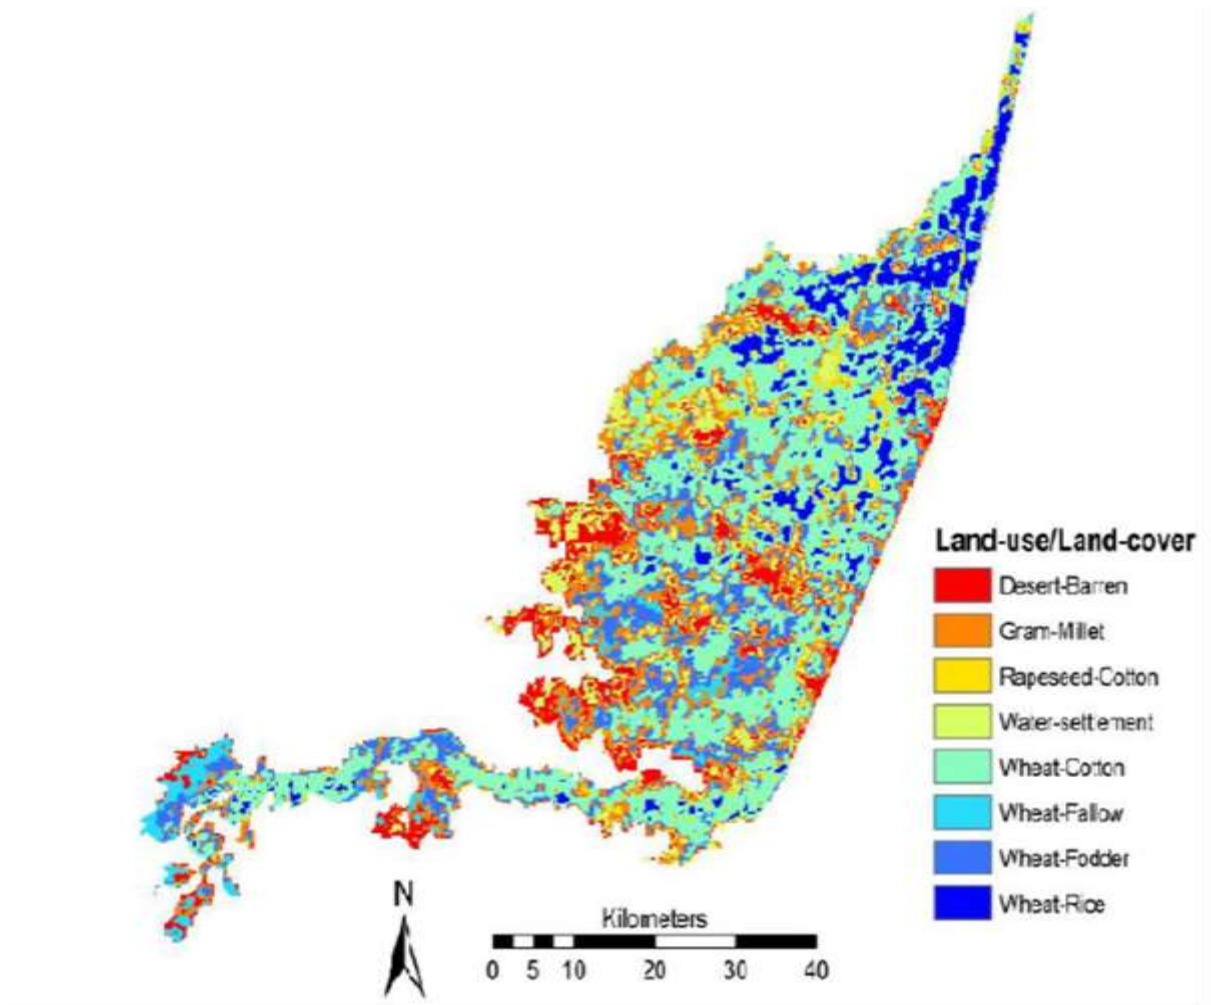 Land-use/Land-cover
Desert-Barren
Gram-Millet
Rapeseed-Cotton
Water-settlement
Wheat-Cotton
Wheat-Fallow
Wheat-Fodder
Wheat-Rice
N
Kilometers
0 5 10 20 30 40